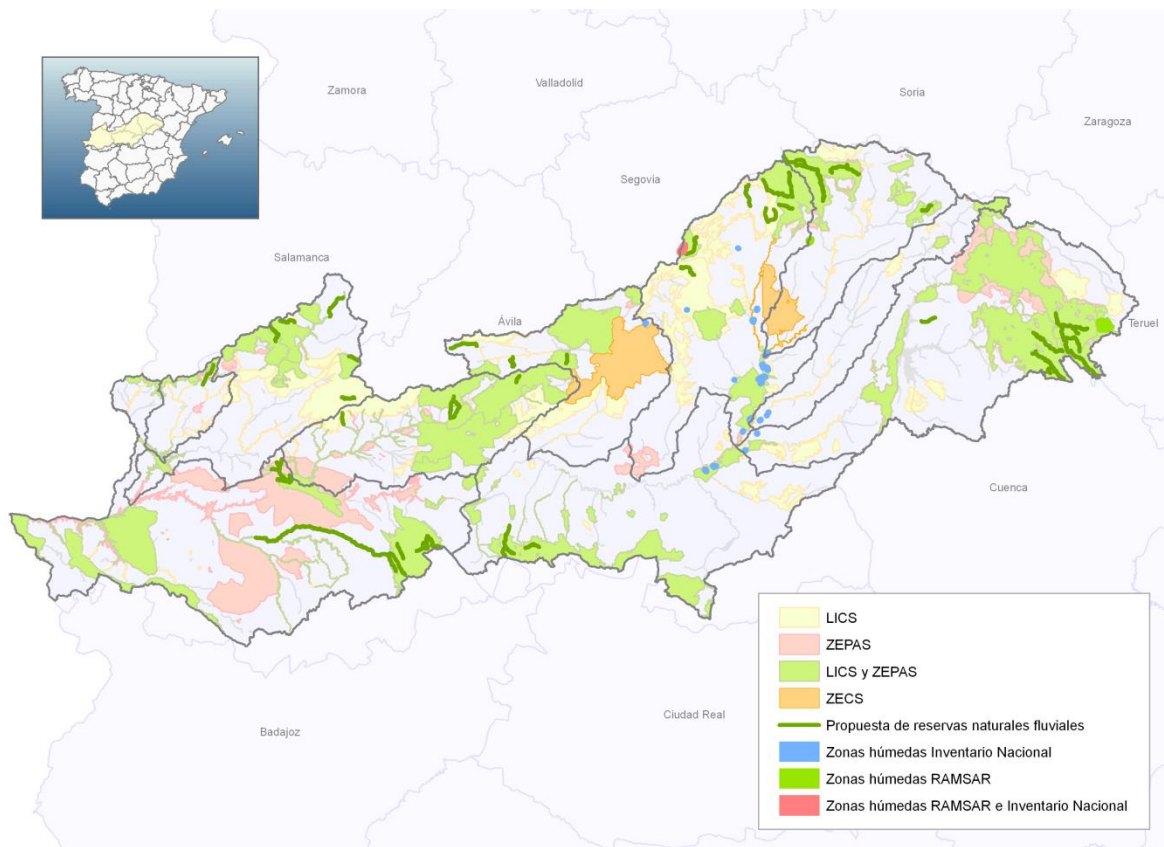 Zamora
Valladolid
Soria
Zaragoza
Segovia
Salamanca
Ávila
Teruel
Cuenca
Badajoz
Ciudad Real
LICS
ZEPAS
LICS y ZEPAS
ZECS
Propuesta de reservas naturales fluviales
Zonas húmedas Inventario Nacional
Zonas húmedas RAMSAR
Zonas húmedas RAMSAR e Inventario Nacional